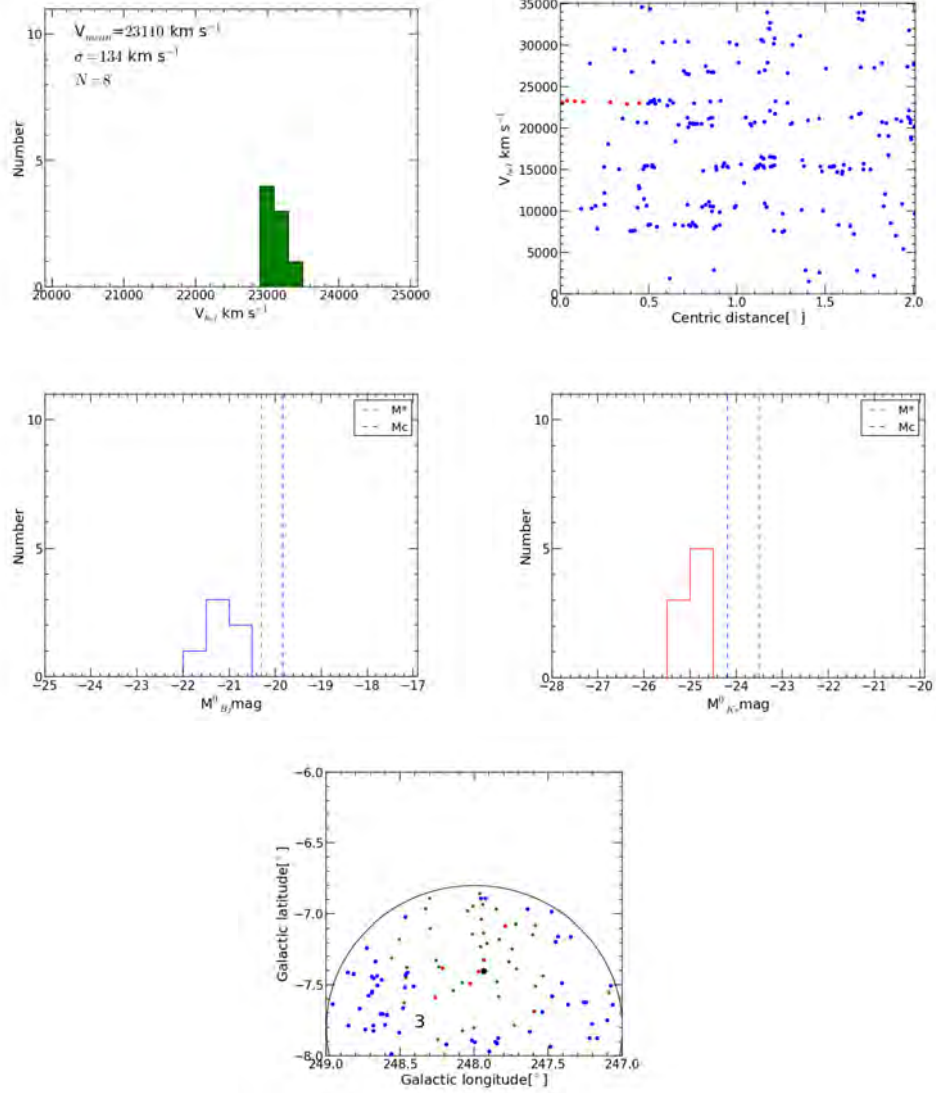 V_mean=23140 km s⁻¹
σ=134 km s⁻¹
N=8
10
5
0
Number
20000 21000 22000 23000 24000 25000
V_hel km s⁻¹
35000
30000
25000
20000
15000
10000
5000
0
V_hel km s⁻¹
0.0 0.5 1.0 1.5 2.0
Centric distance[°]
10
5
0
Number
M*
Mc
−25 −24 −23 −22 −21 −20 −19 −18 −17
M⁰_Bj mag
10
5
0
Number
M*
Mc
−28 −27 −26 −25 −24 −23 −22 −21 −20
M⁰_Ks mag
−6.0
−6.5
−7.0
−7.5
−8.0
Galactic latitude[°]
3
249.0 248.5 248.0 247.5 247.0
Galactic longitude[°]